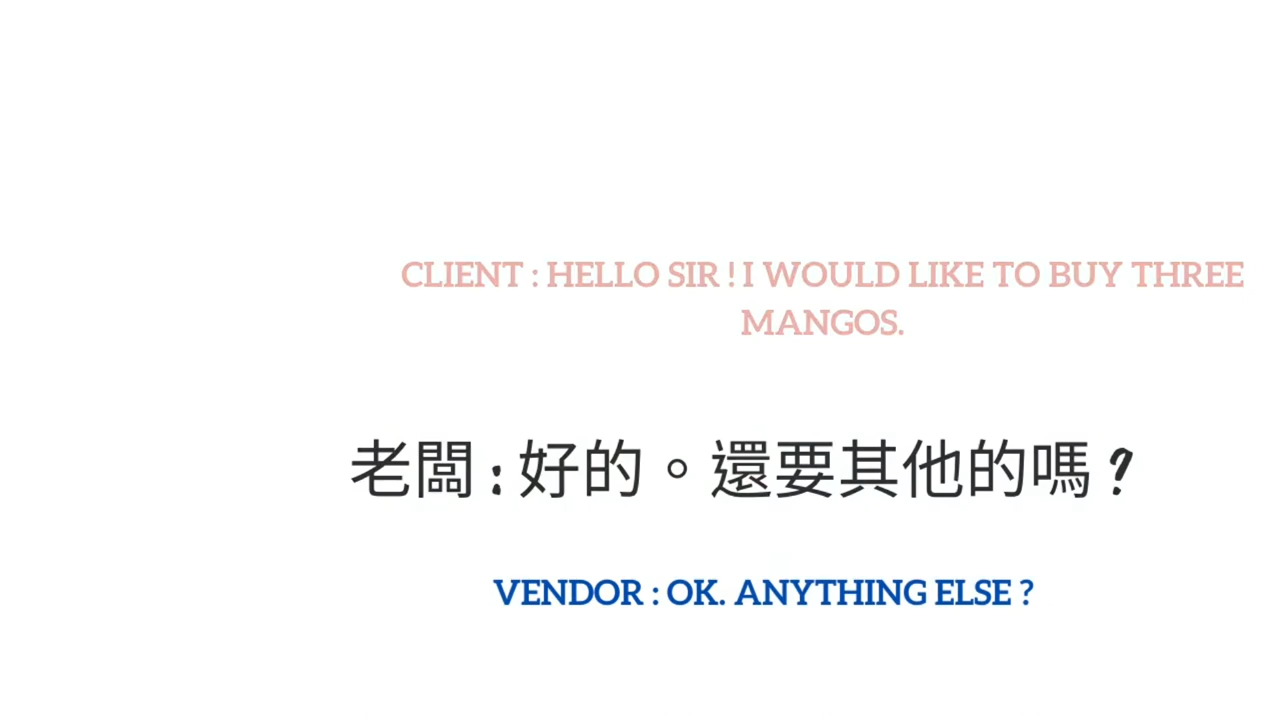 CLIENT : HELLO SIR ! I WOULD LIKE TO BUY THREE
MANGOS.
老闆 : 好的。還要其他的嗎 ?
VENDOR : OK. ANYTHING ELSE ?